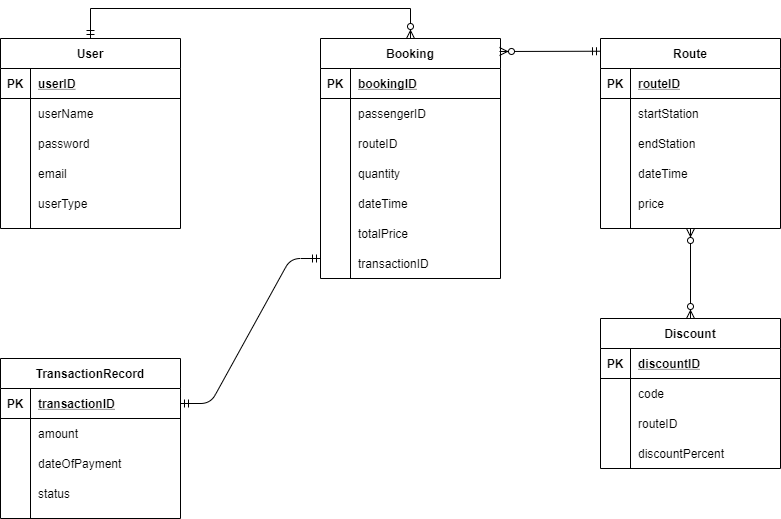 User
PK userID
userName
password
email
userType
Booking
PK bookingID
passengerID
routeID
quantity
dateTime
totalPrice
transactionID
Route
PK routeID
startStation
endStation
dateTime
price
TransactionRecord
PK transactionID
amount
dateOfPayment
status
Discount
PK discountID
code
routeID
discountPercent